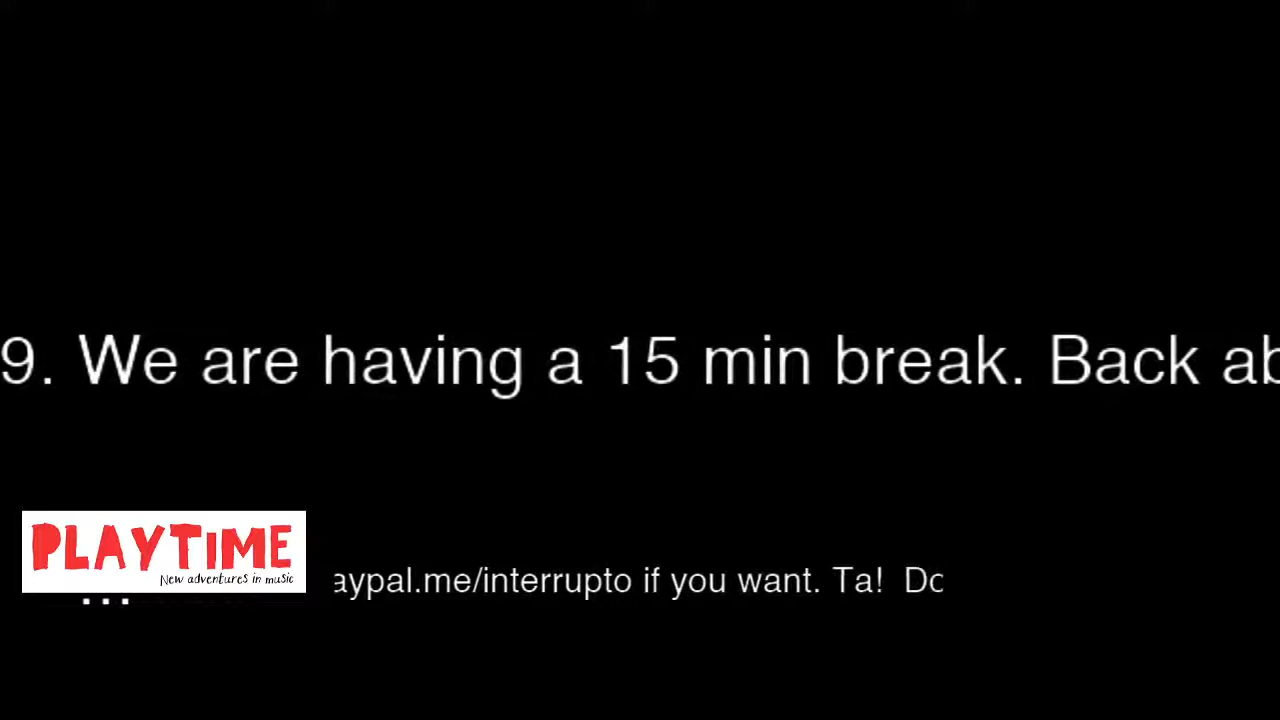 9. We are having a 15 min break. Back ab
PLAYTIME
New adventures in music
aypal.me/interrupto if you want. Ta! Do
...